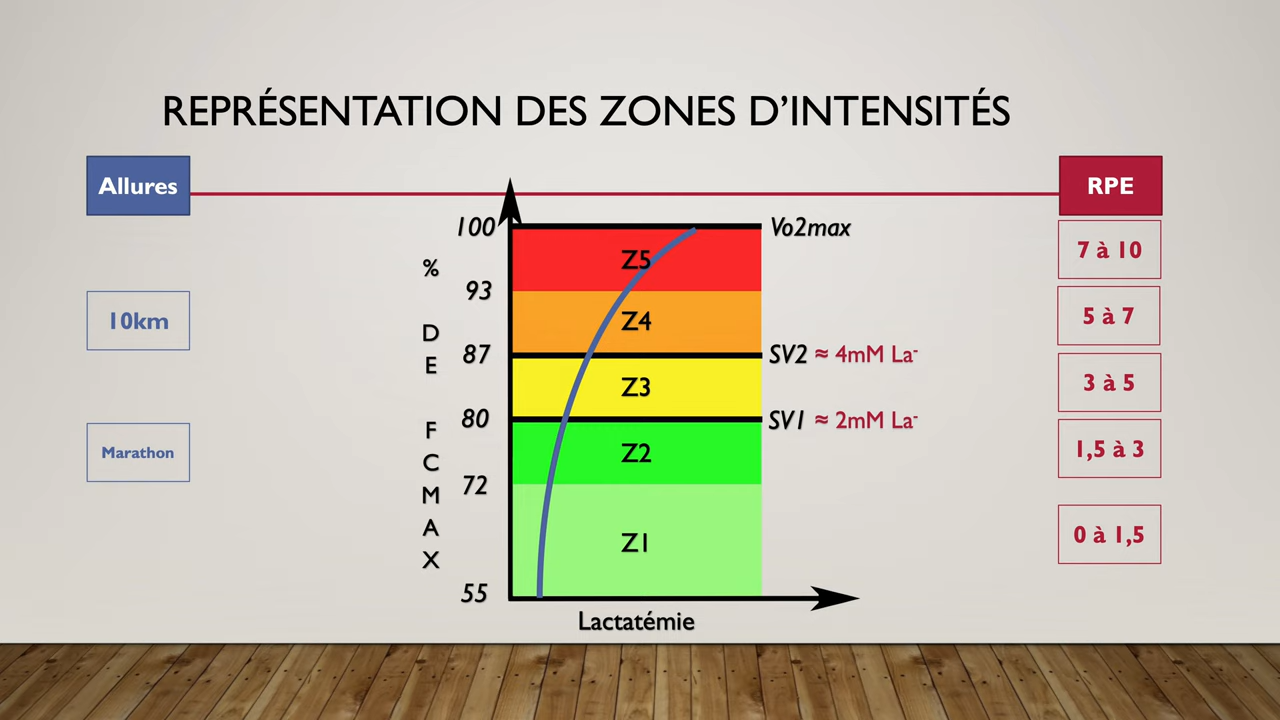 REPRÉSENTATION DES ZONES D’INTENSITÉS
Allures
RPE
100
Vo2max
7 à 10
Z5
%
93
10km
5 à 7
Z4
DE
87
SV2 ≈ 4mM La-
3 à 5
Z3
80
SV1 ≈ 2mM La-
Marathon
1,5 à 3
Z2
FCMAX
72
0 à 1,5
Z1
55
Lactatémie